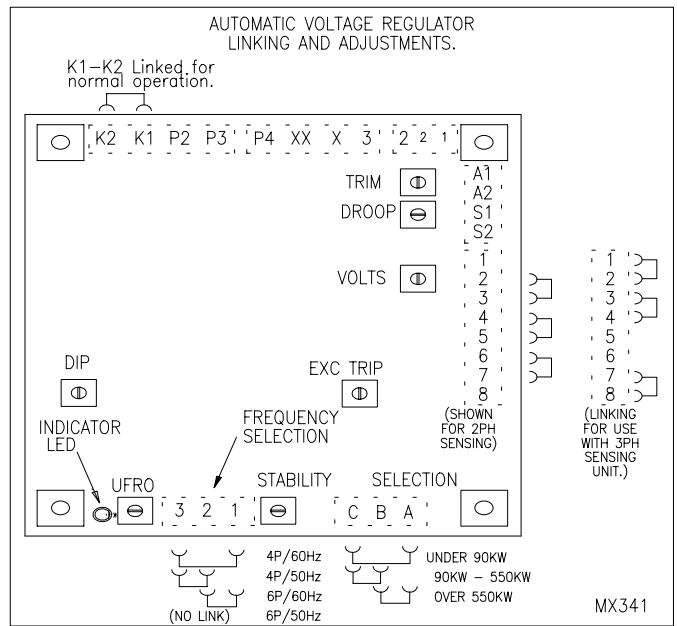 AUTOMATIC VOLTAGE REGULATOR
LINKING AND ADJUSTMENTS.
K1-K2 Linked for
normal operation.
K2 K1 P2 P3 P4 XX X 3 2 2 1
A1
A2
S1
S2
TRIM
DROOP
VOLTS
1
2
3
4
5
6
7
8
(SHOWN
FOR 2PH
SENSING)
1
2
3
4
5
6
7
8
(LINKING
FOR USE
WITH 3PH
SENSING
UNIT.)
DIP
EXC TRIP
INDICATOR
LED
FREQUENCY
SELECTION
UFRO
3 2 1
STABILITY
SELECTION
C B A
4P/60Hz
4P/50Hz
6P/60Hz
(NO LINK) 6P/50Hz
UNDER 90KW
90KW - 550KW
OVER 550KW
MX341